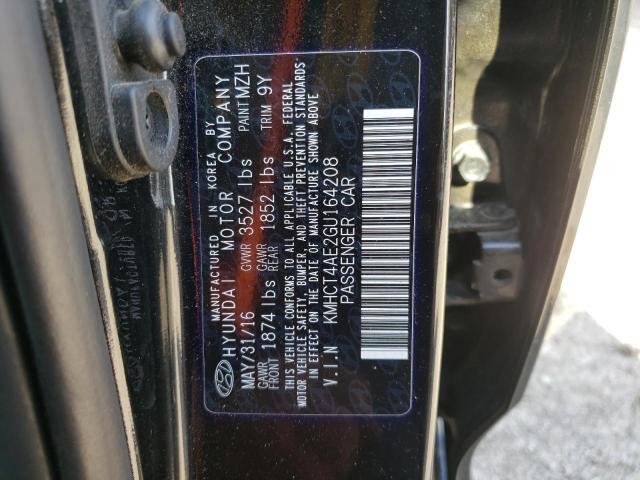 MANUFACTURED IN KOREA BY
HYUNDAI MOTOR COMPANY
MAY/31/16 GVWR 3527 lbs PAINT MZH
GAWR FRONT 1874 lbs GAWR REAR 1852 lbs TRIM 9Y
THIS VEHICLE CONFORMS TO ALL APPLICABLE U.S.A. FEDERAL
MOTOR VEHICLE SAFETY, BUMPER, AND THEFT PREVENTION STANDARDS
IN EFFECT ON THE DATE OF MANUFACTURE SHOWN ABOVE
V.I.N KMHCT4AE2GU164208
PASSENGER CAR